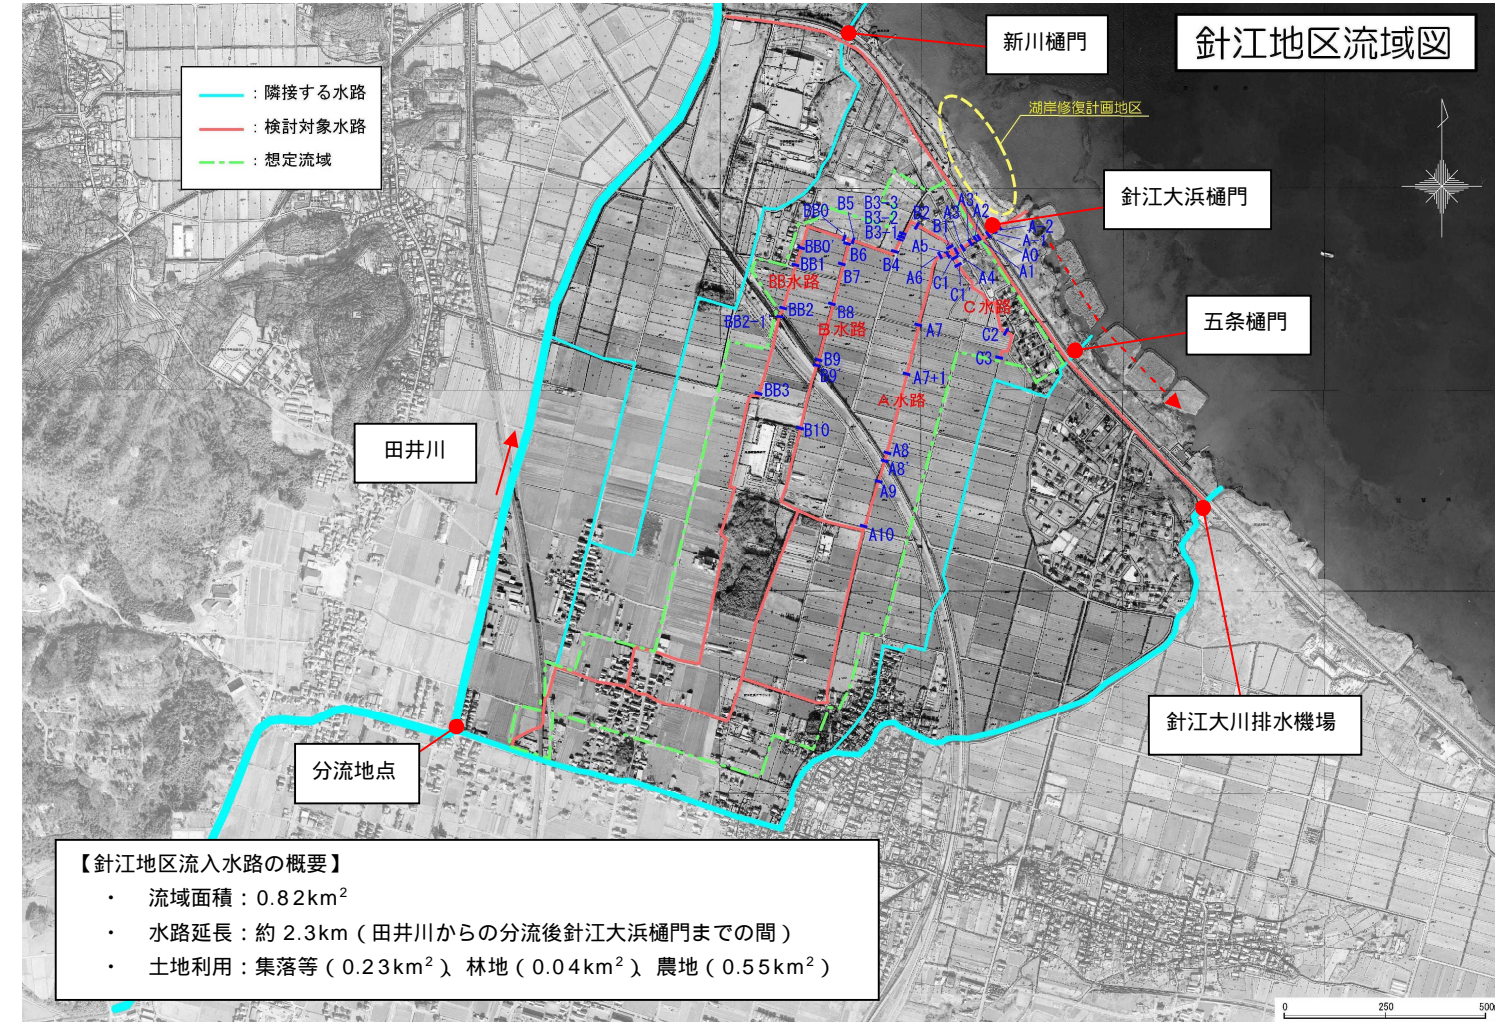 針江地区流域図
新川樋門
：隣接する水路
：検討対象水路
：想定流域
湖岸修復計画地区
針江大浜樋門
五条樋門
田井川
分流地点
針江大川排水機場
B5
B3-3
B3-2
B3-1
B2
B1
A3'
A3
A2
A-2
A-1
A0
A1
BB0
BB0'
BB1
B6
B7
B4
A5
A6
C1'
C1
A4
BB水路
BB2
BB2-1
B8
B水路
C水路
C2
C3
A7
B9
B9'
A7+1
A水路
BB3
B10
A8
A8'
A9
A10
【針江地区流入水路の概要】
・ 流域面積：0.82km²
・ 水路延長：約 2.3km（田井川からの分流後針江大浜樋門までの間）
・ 土地利用：集落等（0.23km²）、林地（0.04km²）、農地（0.55km²）
0 250 500